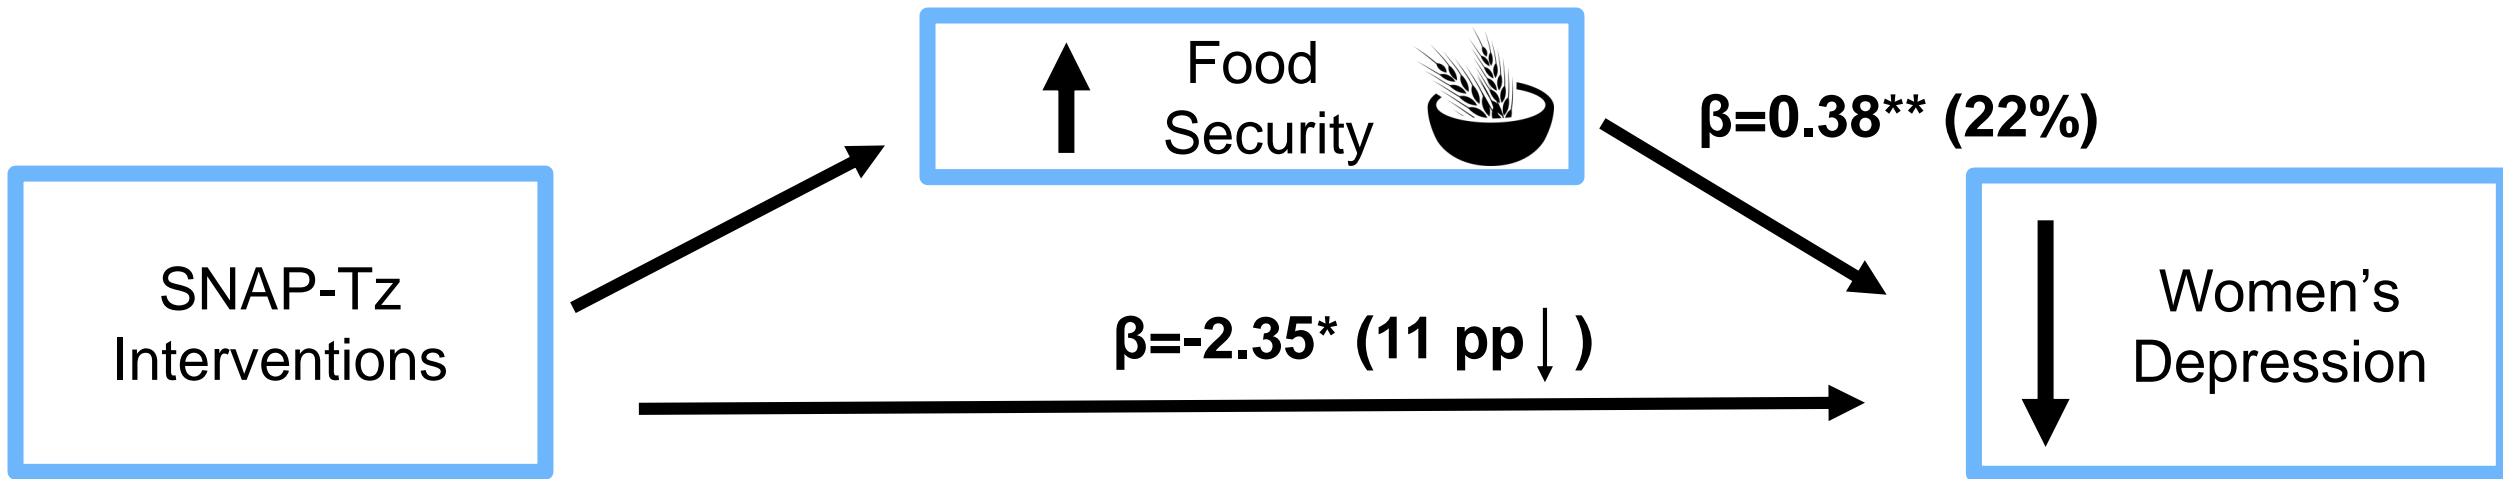 Food
Security
β=0.38** (22%)
SNAP-Tz
Interventions
β=-2.35* (11 pp↓)
Women’s
Depression